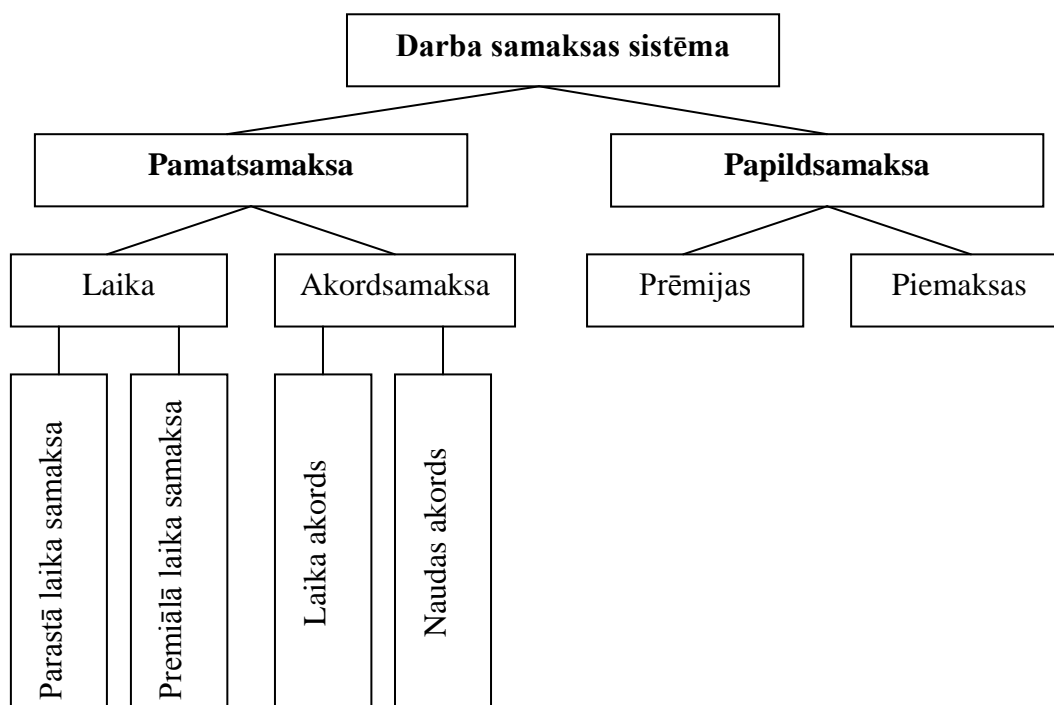 Darba samaksas sistēma
Pamatsamaksa
Papildsamaksa
Laika
Akordsamaksa
Prēmijas
Piemaksas
Parastā laika samaksa
Premiālā laika samaksa
Laika akords
Naudas akords